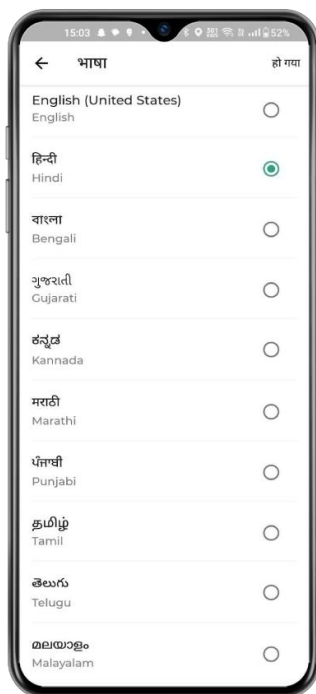 15:03
52%
← भाषा हो गया
English (United States)
English
हिन्दी
Hindi
বাংলা
Bengali
ગુજરાતી
Gujarati
ಕನ್ನಡ
Kannada
मराठी
Marathi
ਪੰਜਾਬੀ
Punjabi
தமிழ்
Tamil
తెలుగు
Telugu
മലയാളം
Malayalam